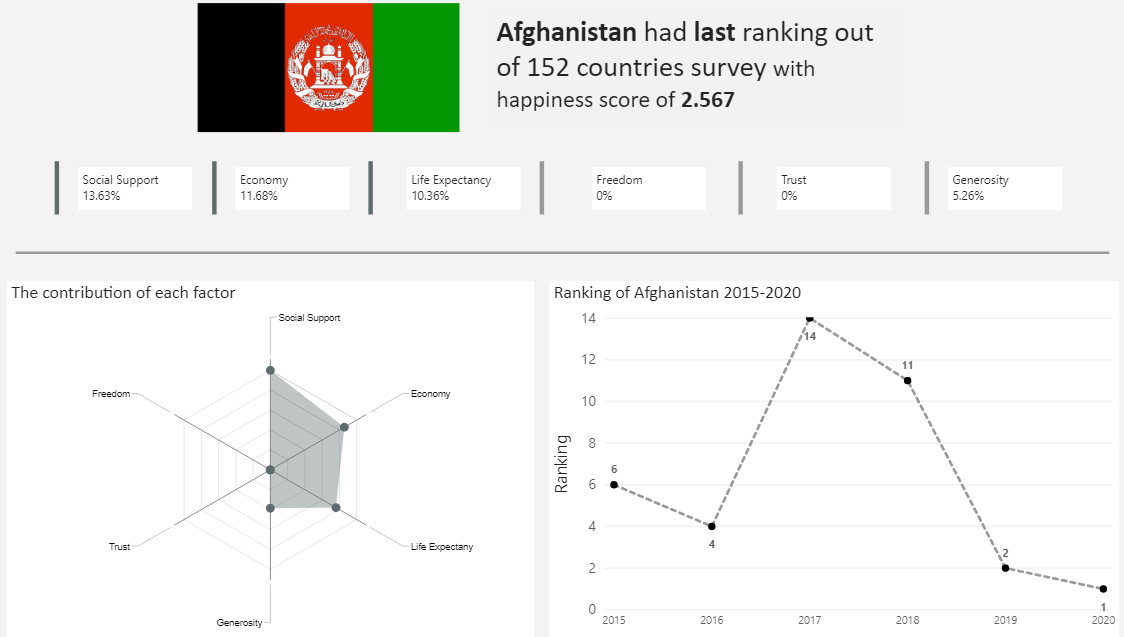 Afghanistan had last ranking out
of 152 countries survey with
happiness score of 2.567
Social Support
13.63%
Economy
11.68%
Life Expectancy
10.36%
Freedom
0%
Trust
0%
Generosity
5.26%
The contribution of each factor
Social Support
Freedom
Economy
Trust
Life Expectany
Generosity
Ranking of Afghanistan 2015-2020
Ranking
14
12
10
8
6
4
2
0
6
4
14
11
2
1
2015 2016 2017 2018 2019 2020